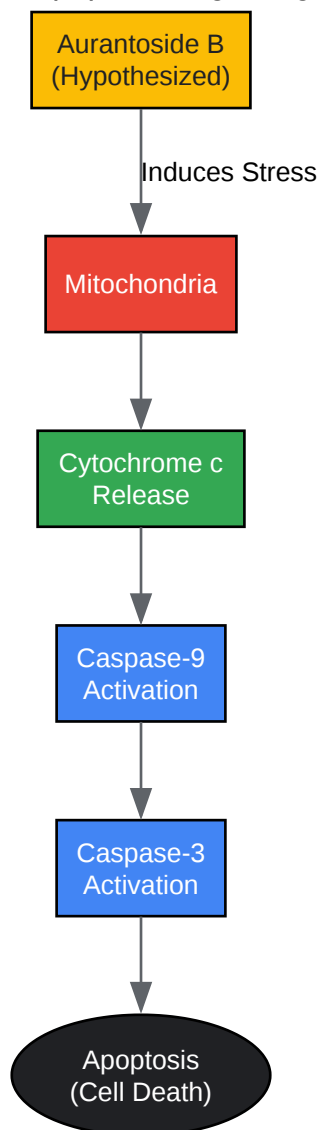 Aurantoside B
(Hypothesized)
Induces Stress
Mitochondria
Cytochrome c
Release
Caspase-9
Activation
Caspase-3
Activation
Apoptosis
(Cell Death)